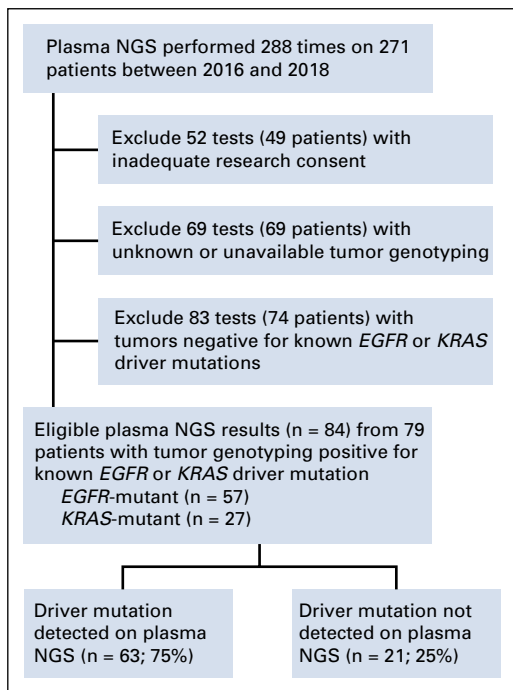 Plasma NGS performed 288 times on 271
patients between 2016 and 2018
Exclude 52 tests (49 patients) with
inadequate research consent
Exclude 69 tests (69 patients) with
unknown or unavailable tumor genotyping
Exclude 83 tests (74 patients) with
tumors negative for known EGFR or KRAS
driver mutations
Eligible plasma NGS results (n = 84) from 79
patients with tumor genotyping positive for
known EGFR or KRAS driver mutation
EGFR-mutant (n = 57)
KRAS-mutant (n = 27)
Driver mutation
detected on plasma
NGS (n = 63; 75%)
Driver mutation not
detected on plasma
NGS (n = 21; 25%)